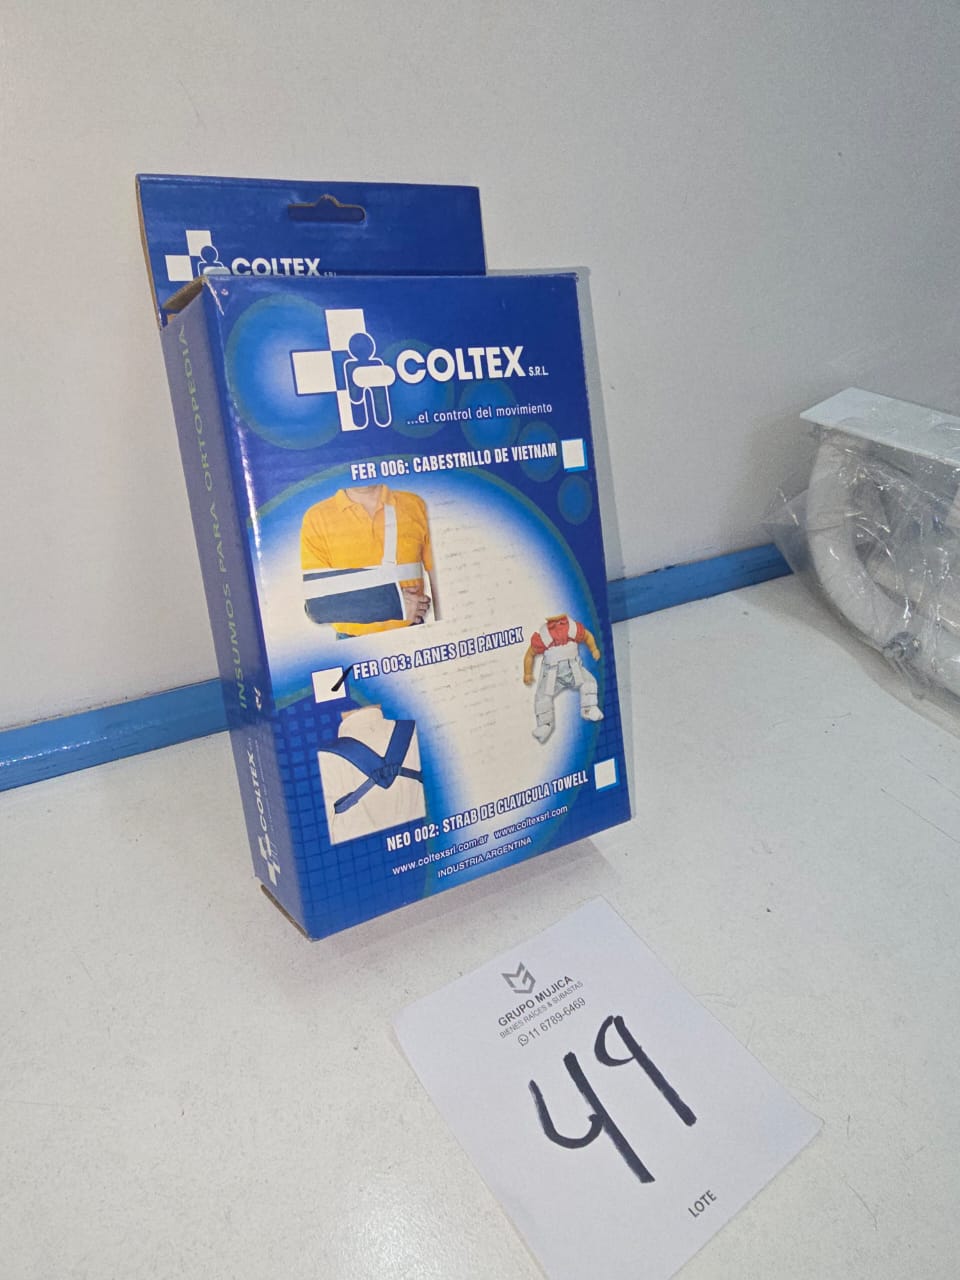 COLTEX S.R.L.
COLTEX S.R.L.
...el control del movimiento
FER 006: CABESTRILLO DE VIETNAM
FER 003: ARNES DE PAVLICK
NEO 002: STRAB DE CLAVICULA TOWELL
www.coltexsrl.com.ar www.coltexsrl.com
INDUSTRIA ARGENTINA
INSUMOS PARA ORTOPEDIA
COLTEX
GRUPO MUJICA
BIENES RAÍCES & SUBASTAS
11 6789-6469
49
LOTE